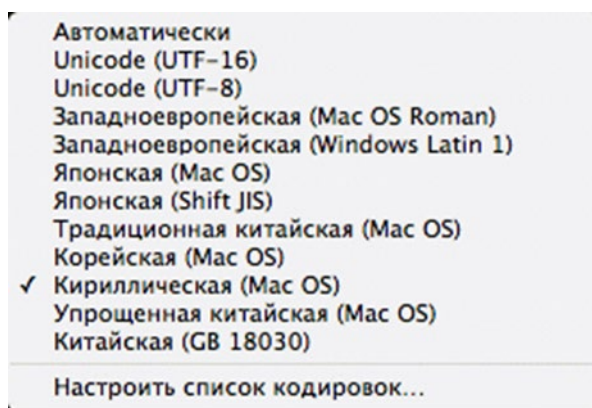 Автоматически
Unicode (UTF-16)
Unicode (UTF-8)
Западноевропейская (Mac OS Roman)
Западноевропейская (Windows Latin 1)
Японская (Mac OS)
Японская (Shift JIS)
Традиционная китайская (Mac OS)
Корейская (Mac OS)
✓ Кириллическая (Mac OS)
Упрощенная китайская (Mac OS)
Китайская (GB 18030)
Настроить список кодировок...